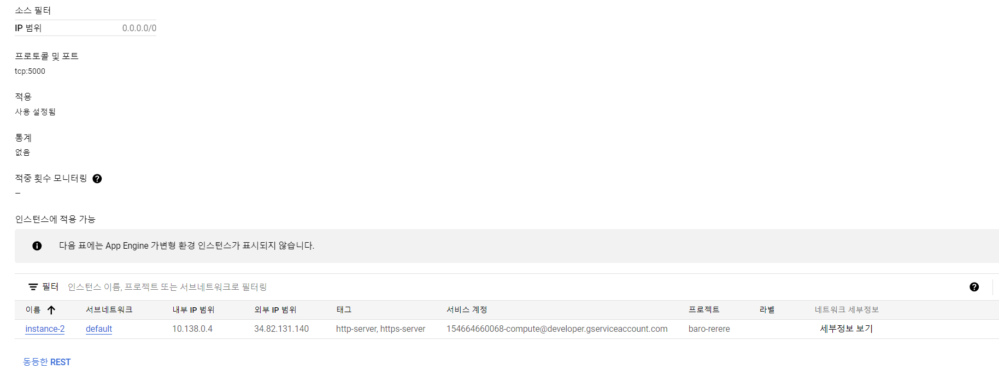 소스 필터
IP 범위 0.0.0.0/0
프로토콜 및 포트
tcp:5000
적용
사용 설정됨
통계
없음
적중 횟수 모니터링
–
인스턴스에 적용 가능
다음 표에는 App Engine 가변형 환경 인스턴스가 표시되지 않습니다.
필터 인스턴스 이름, 프로젝트 또는 서브네트워크로 필터링
이름 서브네트워크 내부 IP 범위 외부 IP 범위 태그 서비스 계정 프로젝트 라벨 네트워크 세부정보
instance-2 default 10.138.0.4 34.82.131.140 http-server, https-server 154664660068-compute@developer.gserviceaccount.com baro-rerere 세부정보 보기
동등한 REST